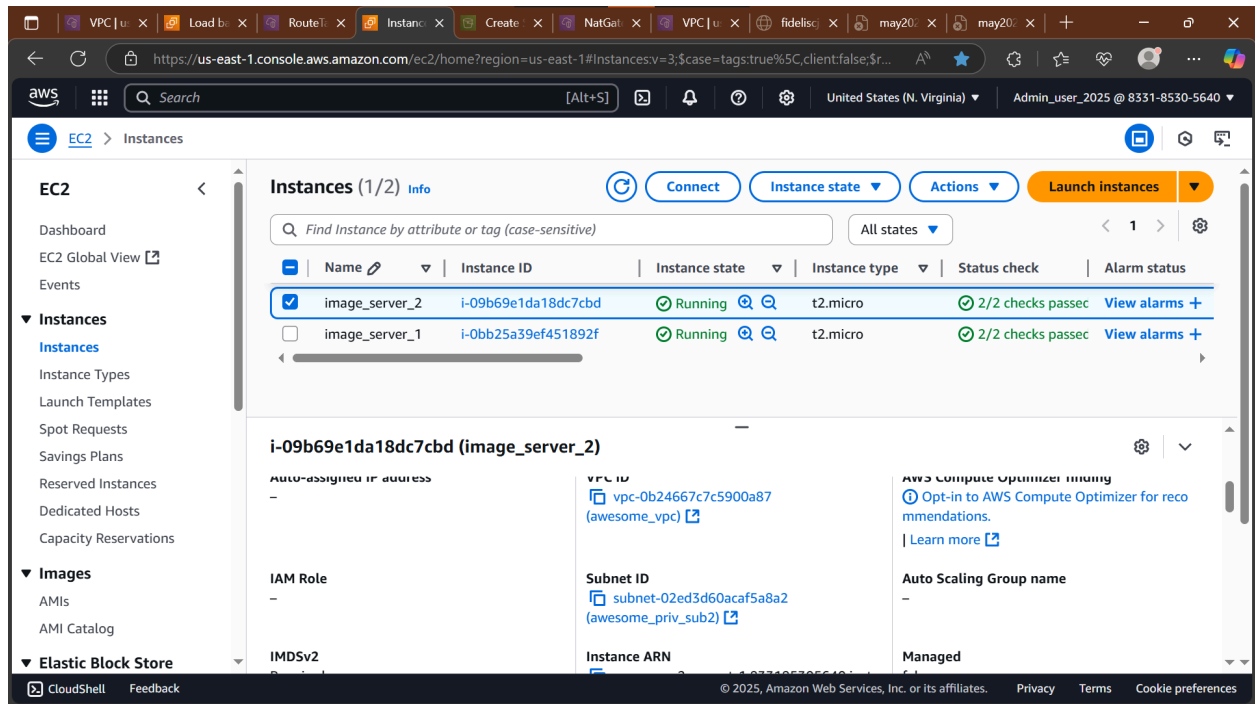 VPC | us
Load ba
RouteTa
Instanc
Create S
NatGate
VPC | us
fideliscj
may202
may202
https://us-east-1.console.aws.amazon.com/ec2/home?region=us-east-1#Instances:v=3;$case=tags:true%5C,client:false;$r...
aws
Search [Alt+S] United States (N. Virginia) Admin_user_2025 @ 8331-8530-5640
EC2 > Instances
EC2
Dashboard
EC2 Global View
Events
Instances
Instances
Instance Types
Launch Templates
Spot Requests
Savings Plans
Reserved Instances
Dedicated Hosts
Capacity Reservations
Images
AMIs
AMI Catalog
Elastic Block Store
Instances (1/2) Info
Connect Instance state Actions Launch instances
Find Instance by attribute or tag (case-sensitive) All states 1
Name Instance ID Instance state Instance type Status check Alarm status
image_server_2 i-09b69e1da18dc7cbd Running t2.micro 2/2 checks passec View alarms +
image_server_1 i-0bb25a39ef451892f Running t2.micro 2/2 checks passec View alarms +
i-09b69e1da18dc7cbd (image_server_2)
Auto-assigned IP address
–
VPC ID
vpc-0b24667c7c5900a87
(awesome_vpc)
AWS Compute Optimizer finding
Opt-in to AWS Compute Optimizer for reco
mmendations.
| Learn more
IAM Role
–
Subnet ID
subnet-02ed3d60acaf5a8a2
(awesome_priv_sub2)
Auto Scaling Group name
–
IMDSv2
Instance ARN
Managed
CloudShell Feedback © 2025, Amazon Web Services, Inc. or its affiliates. Privacy Terms Cookie preferences